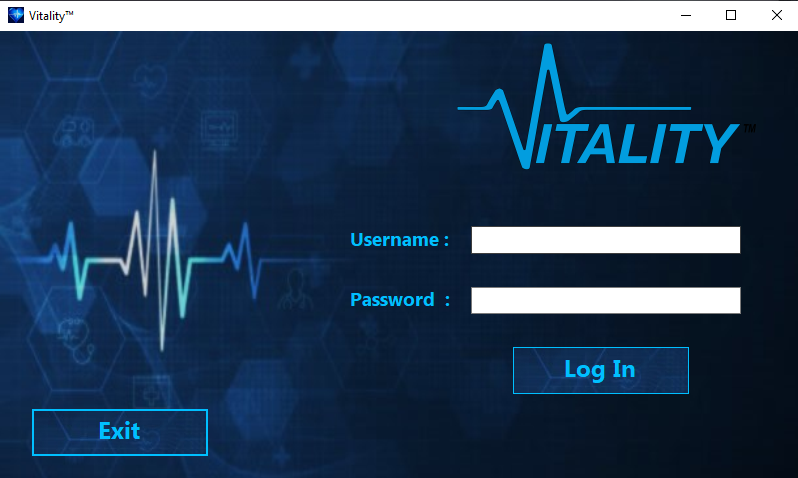 Vitality™
VITALITY™
Username :
Password :
Log In
Exit